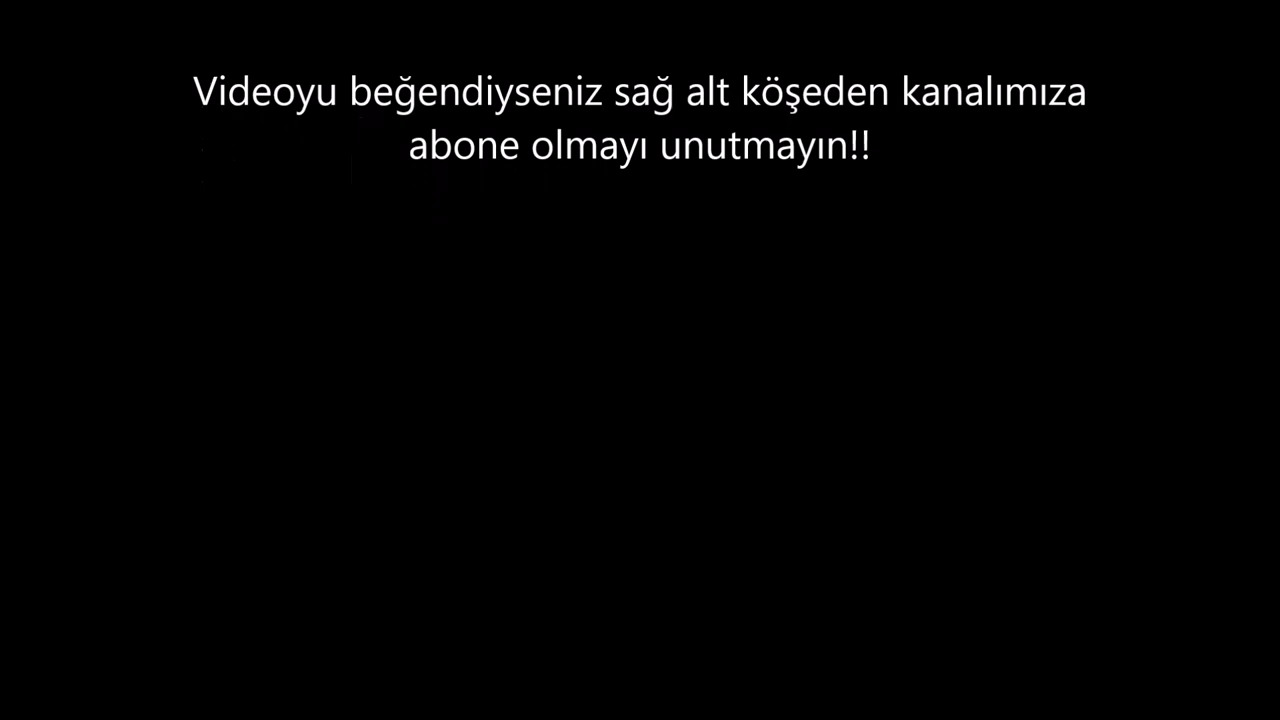 Videoyu beğendiyseniz sağ alt köşeden kanalımıza
abone olmayı unutmayın!!